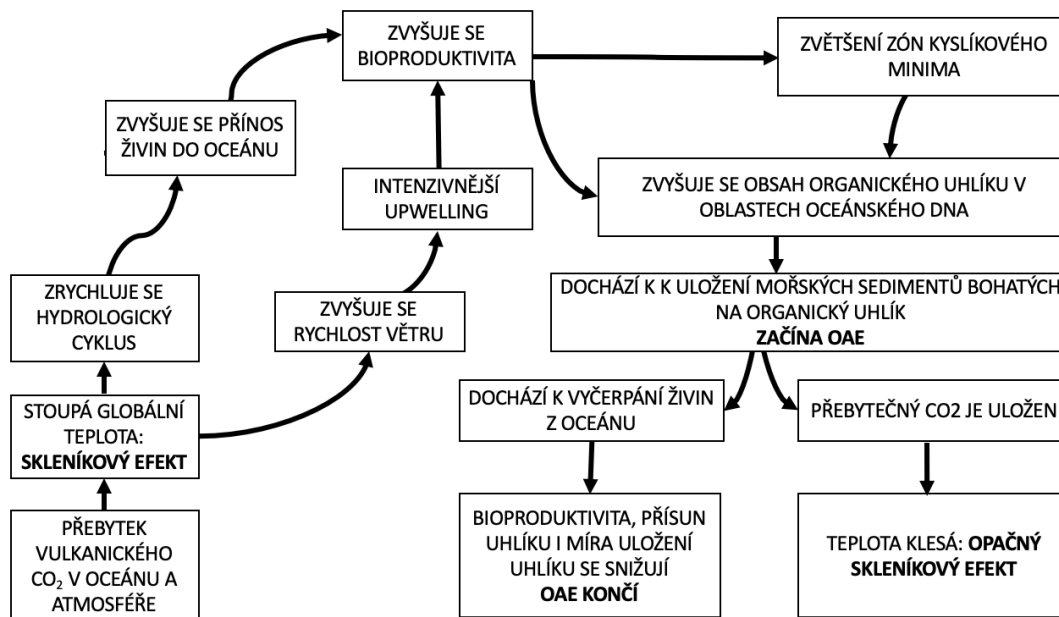 ZVYŠUJE SE
BIOPRODUKTIVITA
ZVĚTŠENÍ ZÓN KYSLÍKOVÉHO
MINIMA
ZVYŠUJE SE PŘÍNOS
ŽIVIN DO OCEÁNU
INTENZIVNĚJŠÍ
UPWELLING
ZVYŠUJE SE OBSAH ORGANICKÉHO UHLÍKU V
OBLASTECH OCEÁNSKÉHO DNA
ZRYCHLUJE SE
HYDROLOGICKÝ
CYKLUS
ZVYŠUJE SE
RYCHLOST VĚTRU
DOCHÁZÍ K K ULOŽENÍ MOŘSKÝCH SEDIMENTŮ BOHATÝCH
NA ORGANICKÝ UHLÍK
ZAČÍNA OAE
STOUPÁ GLOBÁLNÍ
TEPLOTA:
SKLENÍKOVÝ EFEKT
DOCHÁZÍ K VYČERPÁNÍ ŽIVIN
Z OCEÁNU
PŘEBYTEČNÝ CO2 JE ULOŽEN
PŘEBYTEK
VULKANICKÉHO
CO₂ V OCEÁNU A
ATMOSFÉŘE
BIOPRODUKTIVITA, PŘÍSUN
UHLÍKU I MÍRA ULOŽENÍ
UHLÍKU SE SNIŽUJÍ
OAE KONČÍ
TEPLOTA KLESÁ: OPAČNÝ
SKLENÍKOVÝ EFEKT